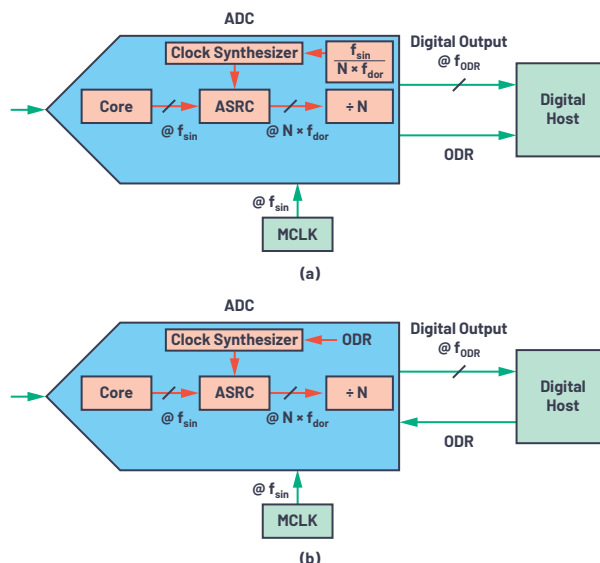 ADC
Clock Synthesizer
f_sin
N × f_dor
Digital Output
@ f_ODR
Core
ASRC
÷ N
@ f_sin
@ N × f_dor
Digital
Host
ODR
@ f_sin
MCLK
(a)
ADC
Clock Synthesizer
ODR
Digital Output
@ f_ODR
Core
ASRC
÷ N
@ f_sin
@ N × f_dor
Digital
Host
ODR
@ f_sin
MCLK
(b)